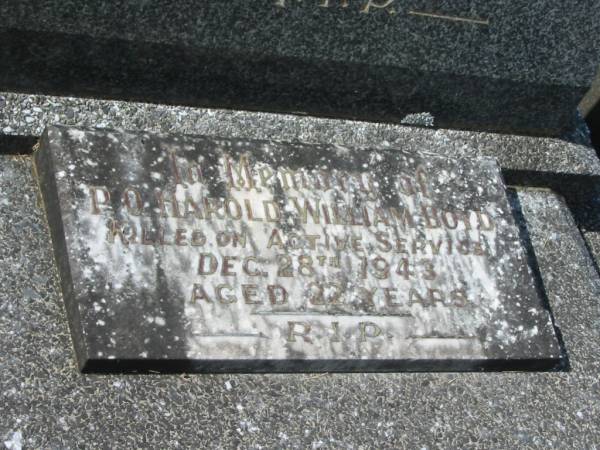 R.I.P.
In Memory of
P.O. HAROLD WILLIAM BOYD
KILLED ON ACTIVE SERVICE
DEC. 28TH 1943
AGED 22 YEARS
R.I.P.